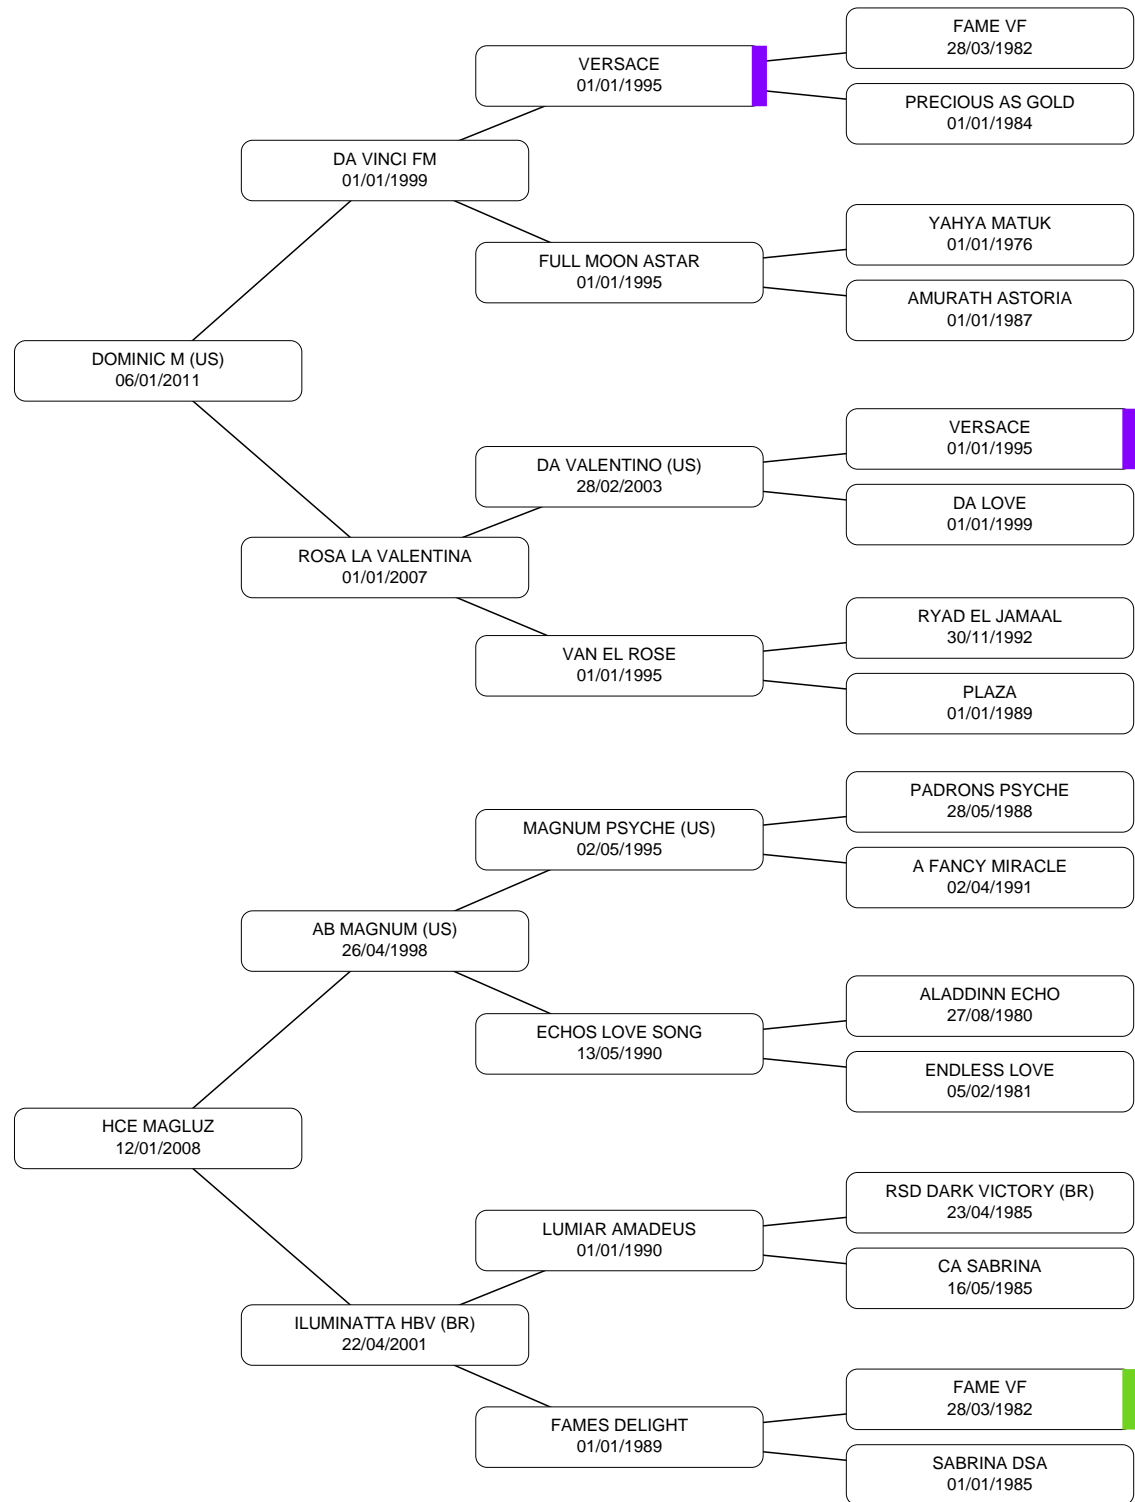 FAME VF
28/03/1982
VERSACE
01/01/1995
PRECIOUS AS GOLD
01/01/1984
DA VINCI FM
01/01/1999
YAHYA MATUK
01/01/1976
FULL MOON ASTAR
01/01/1995
AMURATH ASTORIA
01/01/1987
DOMINIC M (US)
06/01/2011
VERSACE
01/01/1995
DA VALENTINO (US)
28/02/2003
DA LOVE
01/01/1999
ROSA LA VALENTINA
01/01/2007
RYAD EL JAMAAL
30/11/1992
VAN EL ROSE
01/01/1995
PLAZA
01/01/1989
PADRONS PSYCHE
28/05/1988
MAGNUM PSYCHE (US)
02/05/1995
A FANCY MIRACLE
02/04/1991
AB MAGNUM (US)
26/04/1998
ALADDINN ECHO
27/08/1980
ECHOS LOVE SONG
13/05/1990
ENDLESS LOVE
05/02/1981
HCE MAGLUZ
12/01/2008
RSD DARK VICTORY (BR)
23/04/1985
LUMIAR AMADEUS
01/01/1990
CA SABRINA
16/05/1985
ILUMINATTA HBV (BR)
22/04/2001
FAME VF
28/03/1982
FAMES DELIGHT
01/01/1989
SABRINA DSA
01/01/1985